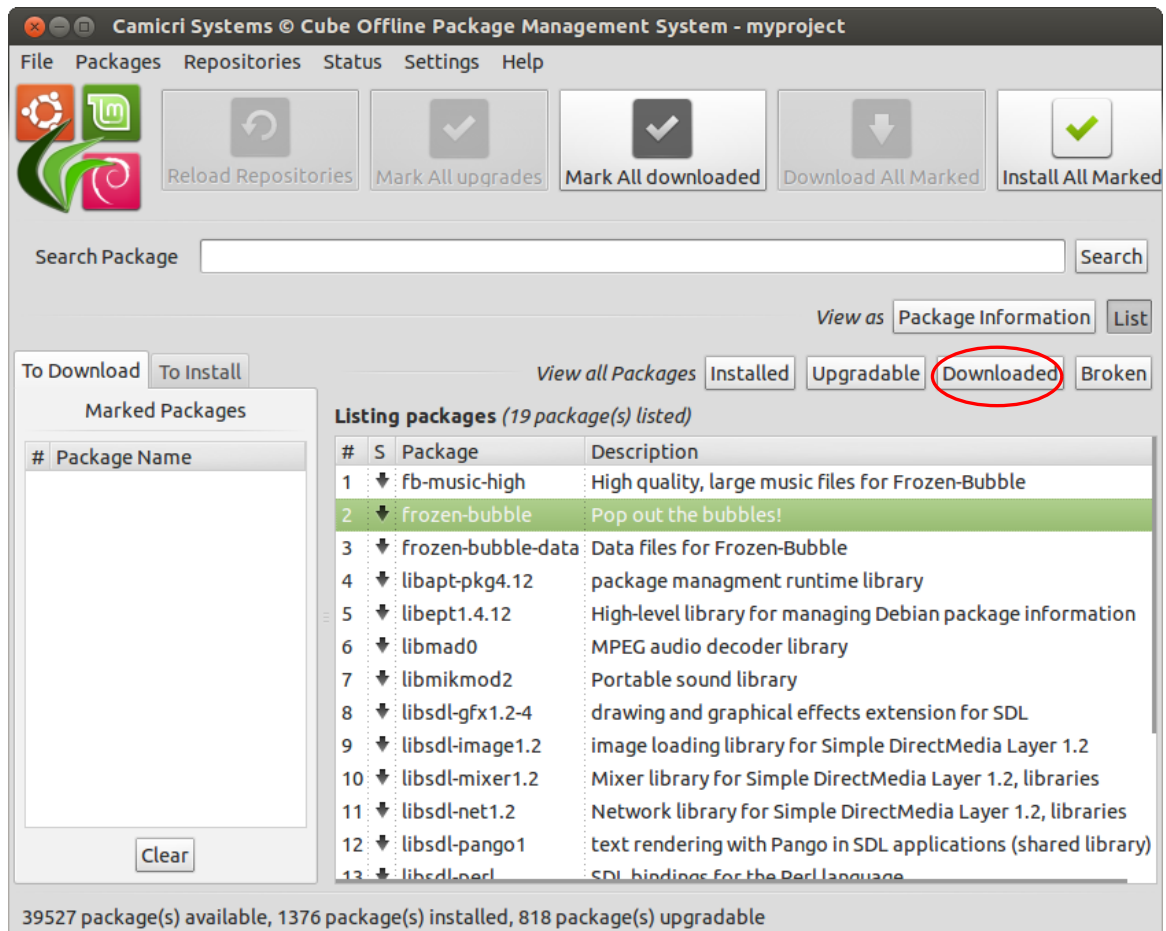 Camicri Systems © Cube Offline Package Management System - myproject
File Packages Repositories Status Settings Help
Reload Repositories Mark All upgrades Mark All downloaded Download All Marked Install All Marked
Search Package Search
View as Package Information List
To Download To Install View all Packages Installed Upgradable Downloaded Broken
Marked Packages Listing packages (19 package(s) listed)
# Package Name # S Package Description
1 fb-music-high High quality, large music files for Frozen-Bubble
2 frozen-bubble Pop out the bubbles!
3 frozen-bubble-data Data files for Frozen-Bubble
4 libapt-pkg4.12 package managment runtime library
5 libept1.4.12 High-level library for managing Debian package information
6 libmad0 MPEG audio decoder library
7 libmikmod2 Portable sound library
8 libsdl-gfx1.2-4 drawing and graphical effects extension for SDL
9 libsdl-image1.2 image loading library for Simple DirectMedia Layer 1.2
10 libsdl-mixer1.2 Mixer library for Simple DirectMedia Layer 1.2, libraries
11 libsdl-net1.2 Network library for Simple DirectMedia Layer 1.2, libraries
12 libsdl-pango1 text rendering with Pango in SDL applications (shared library)
13 libsdl-perl SDL bindings for the Perl language
Clear
39527 package(s) available, 1376 package(s) installed, 818 package(s) upgradable